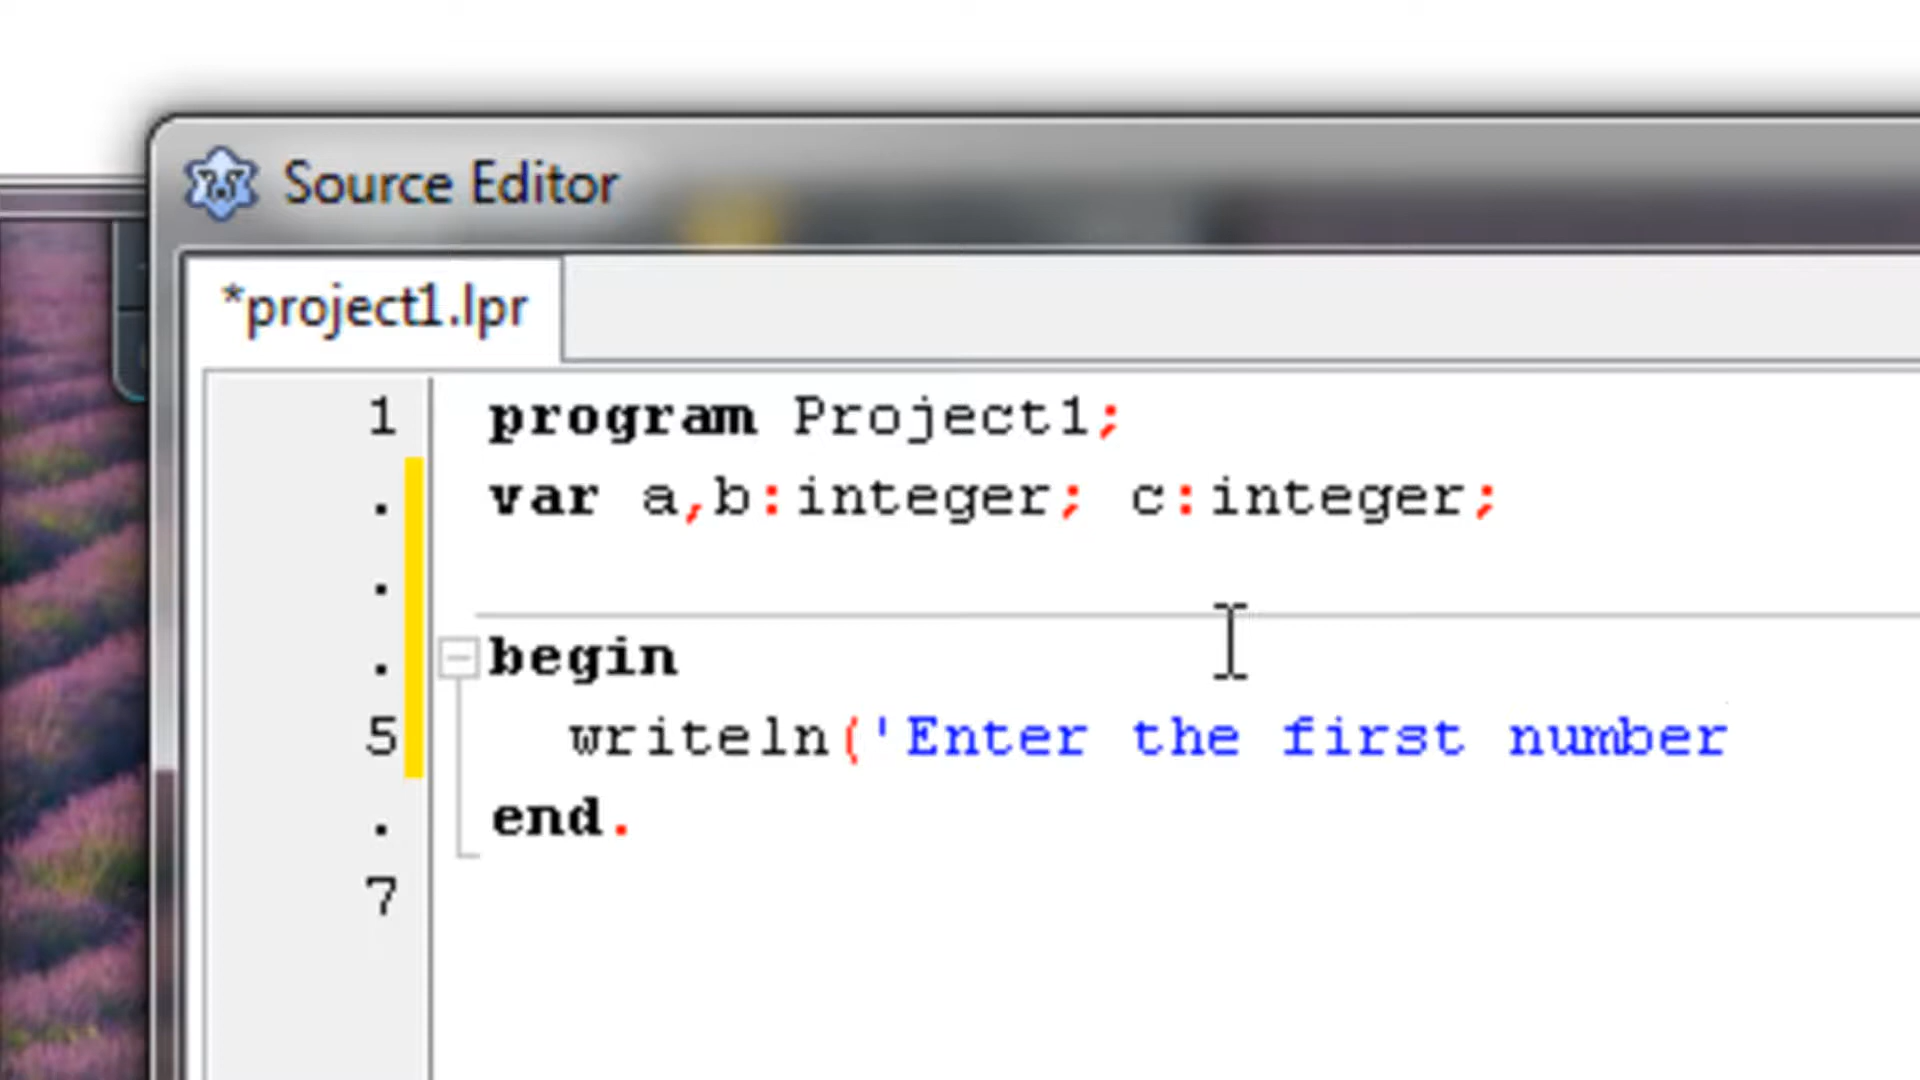 Source Editor
*project1.lpr
1 program Project1;
. var a,b:integer; c:integer;
.
. begin
5 writeln('Enter the first number
. end.
7